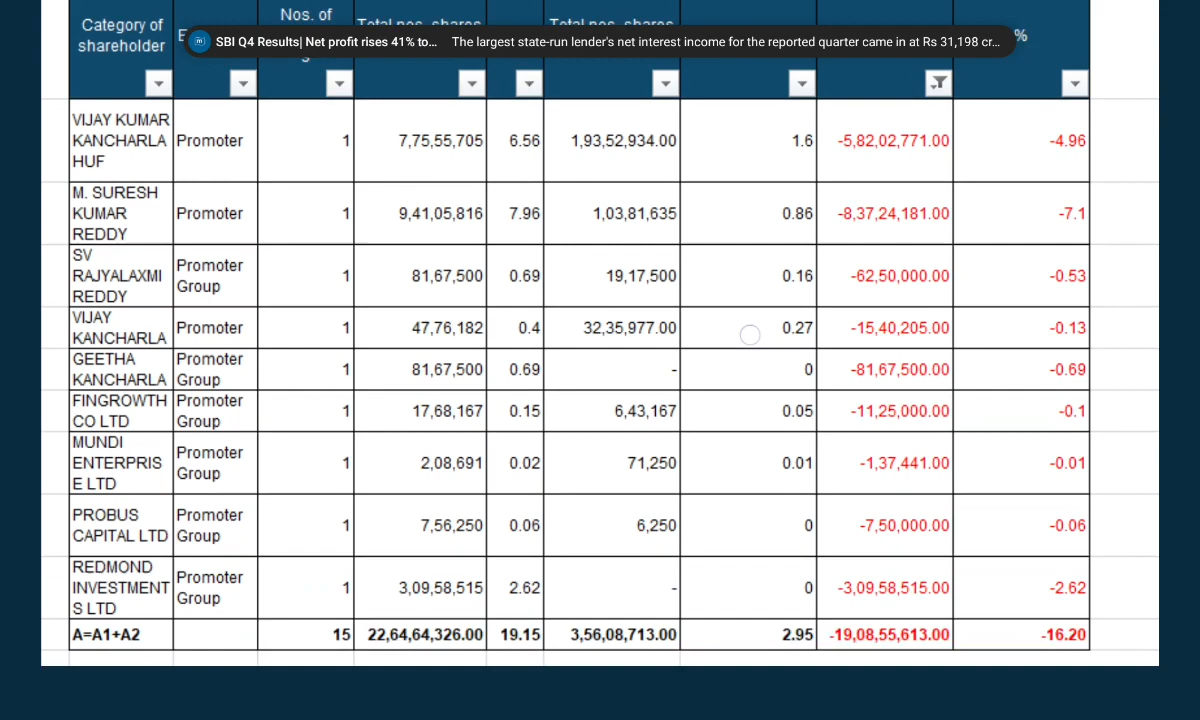 Category of
shareholder
Nos. of
Total nos. shares
Total nos. shares
%
SBI Q4 Results| Net profit rises 41% to... The largest state-run lender's net interest income for the reported quarter came in at Rs 31,198 cr...
VIJAY KUMAR
KANCHARLA Promoter 1 7,75,55,705 6.56 1,93,52,934.00 1.6 -5,82,02,771.00 -4.96
HUF
M. SURESH
KUMAR Promoter 1 9,41,05,816 7.96 1,03,81,635 0.86 -8,37,24,181.00 -7.1
REDDY
SV
RAJYALAXMI Promoter Group 1 81,67,500 0.69 19,17,500 0.16 -62,50,000.00 -0.53
REDDY
VIJAY
KANCHARLA Promoter 1 47,76,182 0.4 32,35,977.00 0.27 -15,40,205.00 -0.13
GEETHA Promoter
KANCHARLA Group 1 81,67,500 0.69 - 0 -81,67,500.00 -0.69
FINGROWTH Promoter
CO LTD Group 1 17,68,167 0.15 6,43,167 0.05 -11,25,000.00 -0.1
MUNDI
ENTERPRIS Promoter Group 1 2,08,691 0.02 71,250 0.01 -1,37,441.00 -0.01
E LTD
PROBUS Promoter
CAPITAL LTD Group 1 7,56,250 0.06 6,250 0 -7,50,000.00 -0.06
REDMOND
INVESTMENT Promoter Group 1 3,09,58,515 2.62 - 0 -3,09,58,515.00 -2.62
S LTD
A=A1+A2 15 22,64,64,326.00 19.15 3,56,08,713.00 2.95 -19,08,55,613.00 -16.20